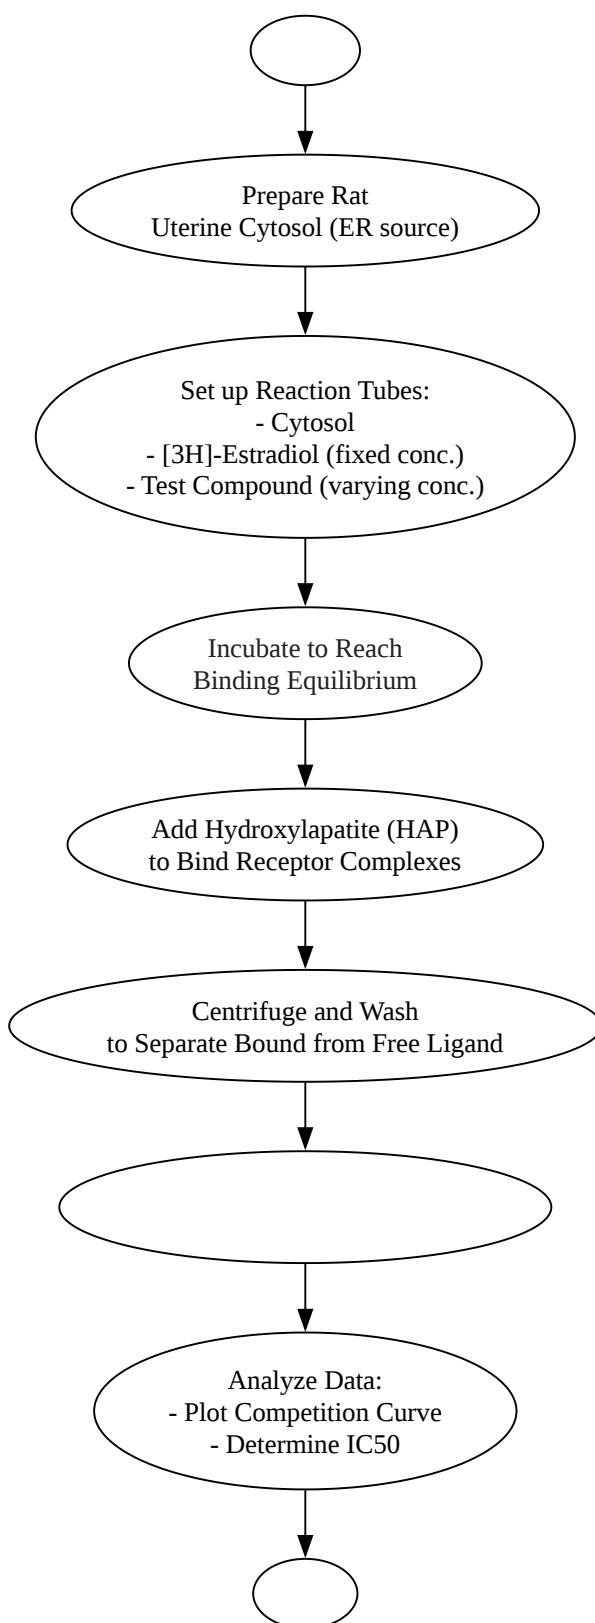 Prepare Rat
Uterine Cytosol (ER source)
Set up Reaction Tubes:
- Cytosol
- [3H]-Estradiol (fixed conc.)
- Test Compound (varying conc.)
Incubate to Reach
Binding Equilibrium
Add Hydroxylapatite (HAP)
to Bind Receptor Complexes
Centrifuge and Wash
to Separate Bound from Free Ligand
Analyze Data:
- Plot Competition Curve
- Determine IC50